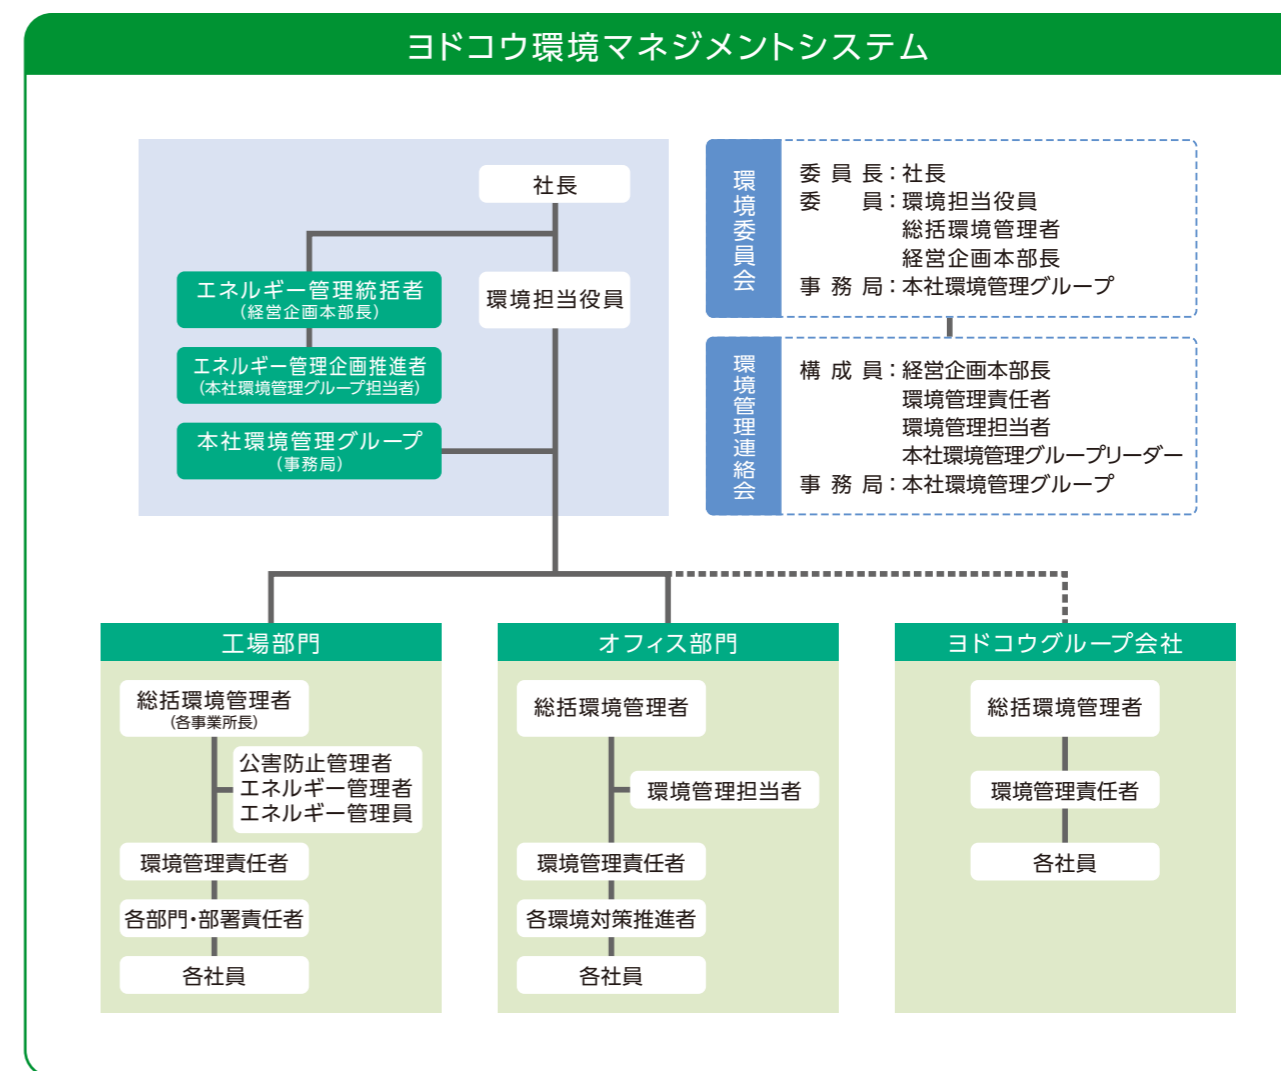 ヨドコウ環境マネジメントシステム
社長
エネルギー管理統括者
(経営企画本部長)
環境担当役員
エネルギー管理企画推進者
(本社環境管理グループ担当者)
本社環境管理グループ
(事務局)
環境委員会
委員長：社長
委員：環境担当役員
総括環境管理者
経営企画本部長
事務局：本社環境管理グループ
環境管理連絡会
構成員：経営企画本部長
環境管理責任者
環境管理担当者
本社環境管理グループリーダー
事務局：本社環境管理グループ
工場部門
総括環境管理者
(各事業所長)
公害防止管理者
エネルギー管理者
エネルギー管理員
環境管理責任者
各部門・部署責任者
各社員
オフィス部門
総括環境管理者
環境管理担当者
環境管理責任者
各環境対策推進者
各社員
ヨドコウグループ会社
総括環境管理者
環境管理責任者
各社員